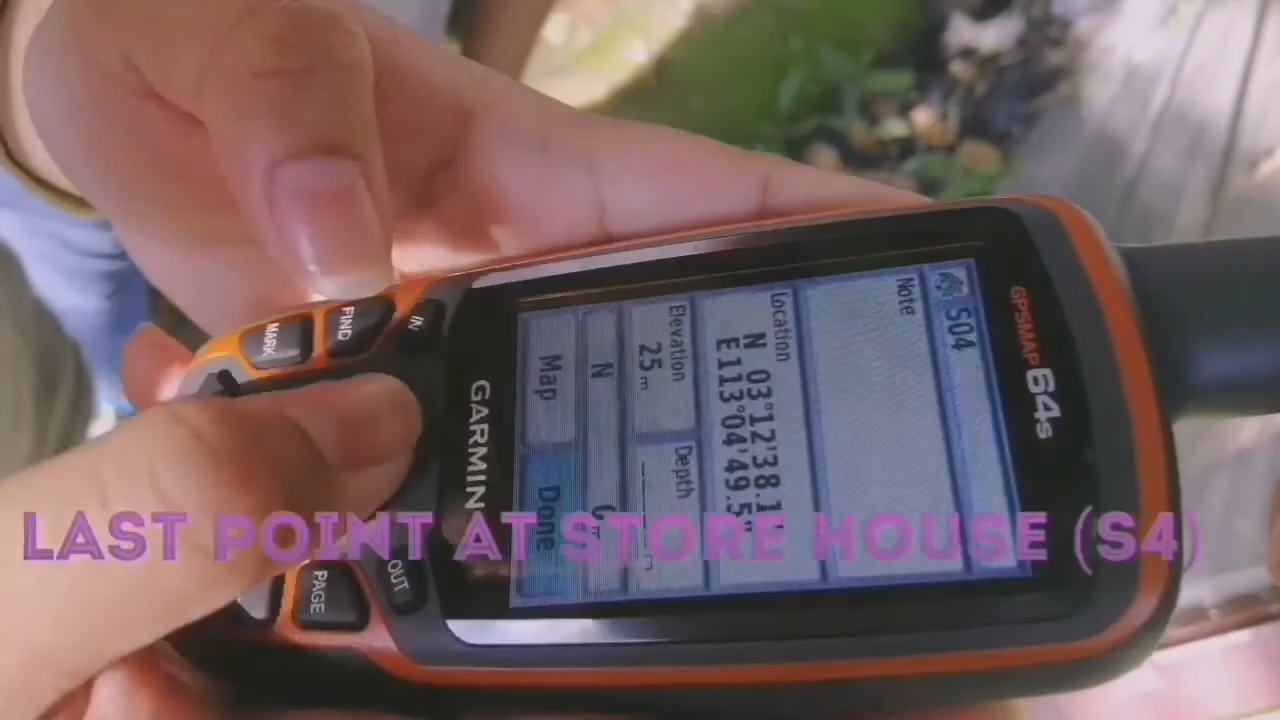 GPSMAP 64s
S04
Note
Location
N 03°12'38.1"
E113°04'49.5"
Elevation
25m
Depth
m
N
Map
Done
GARMIN
IN
FIND
MARK
OUT
PAGE
LAST POINT AT STORE HOUSE (S4)